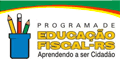 PROGRAMA DE
EDUCAÇÃO
FISCAL-RS
Aprendendo a ser Cidadão